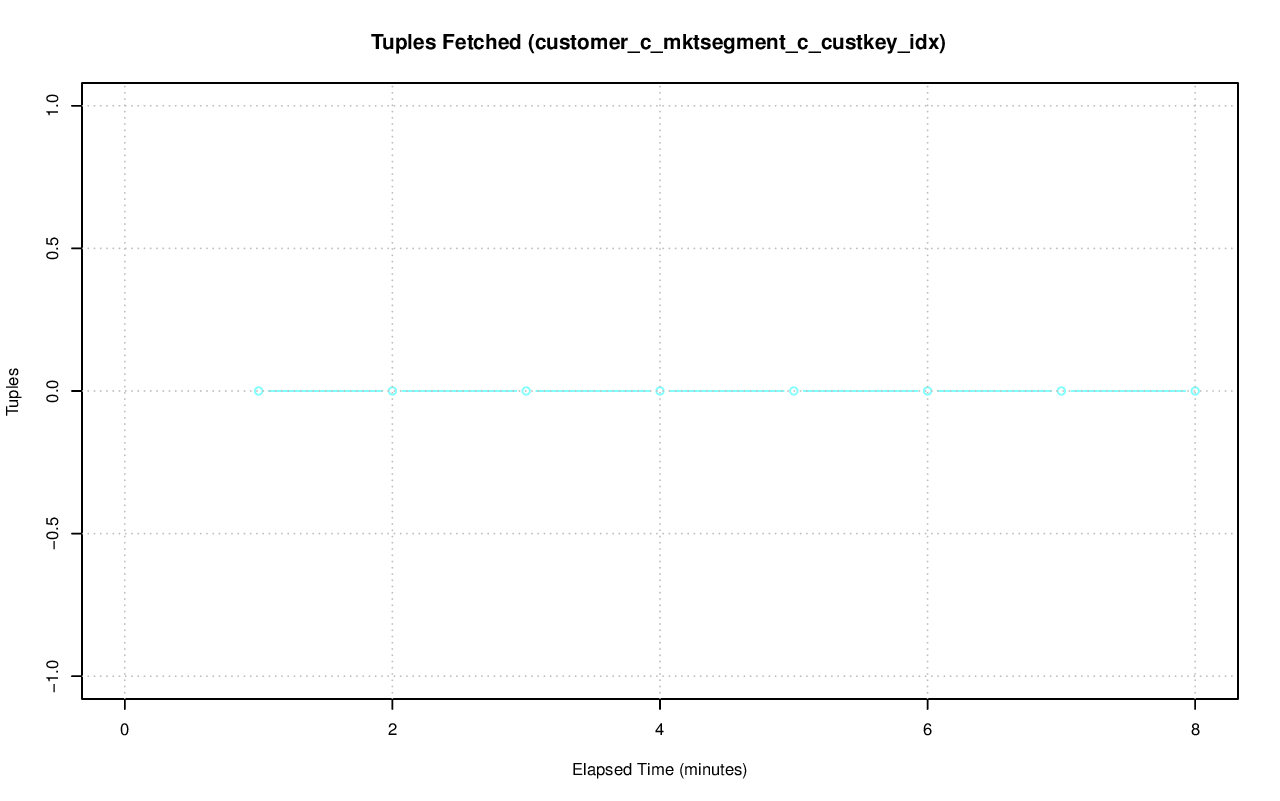 Tuples Fetched (customer_c_mktsegment_c_custkey_idx)
1.0
0.5
0.0
−0.5
−1.0
Tuples
0 2 4 6 8
Elapsed Time (minutes)